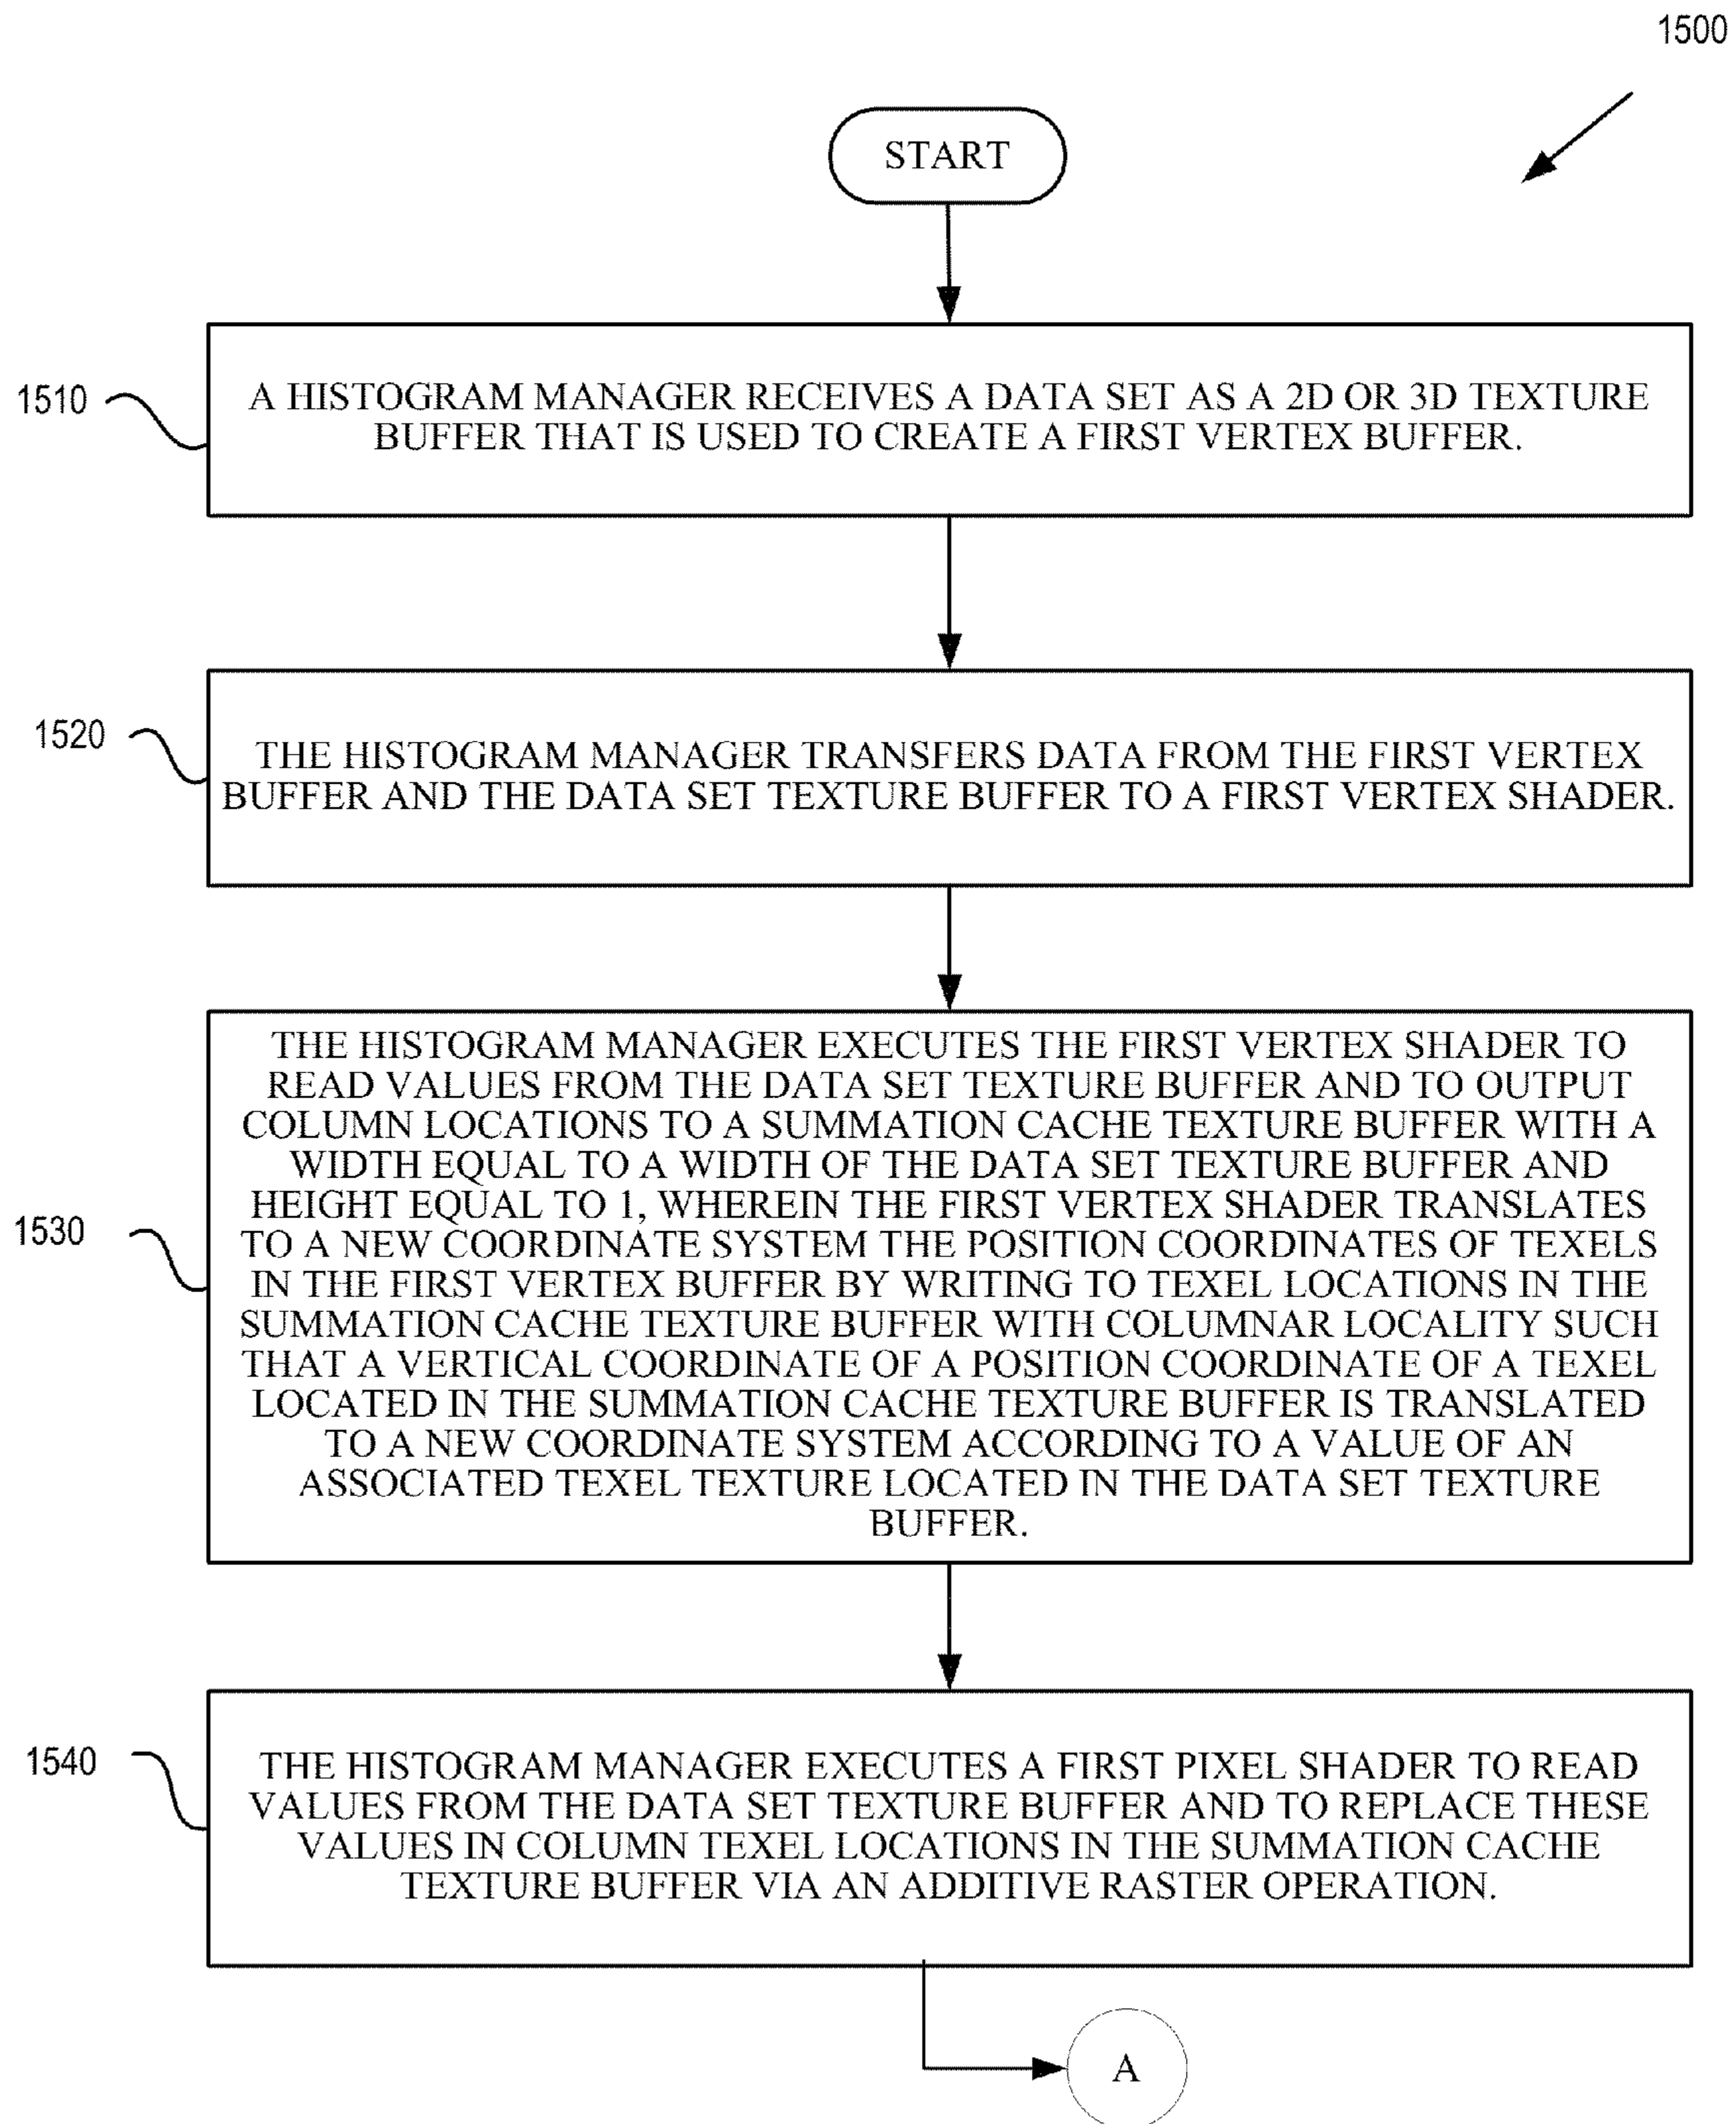 1500
START
1510
A HISTOGRAM MANAGER RECEIVES A DATA SET AS A 2D OR 3D TEXTURE
BUFFER THAT IS USED TO CREATE A FIRST VERTEX BUFFER.
1520
THE HISTOGRAM MANAGER TRANSFERS DATA FROM THE FIRST VERTEX
BUFFER AND THE DATA SET TEXTURE BUFFER TO A FIRST VERTEX SHADER.
1530
THE HISTOGRAM MANAGER EXECUTES THE FIRST VERTEX SHADER TO
READ VALUES FROM THE DATA SET TEXTURE BUFFER AND TO OUTPUT
COLUMN LOCATIONS TO A SUMMATION CACHE TEXTURE BUFFER WITH A
WIDTH EQUAL TO A WIDTH OF THE DATA SET TEXTURE BUFFER AND
HEIGHT EQUAL TO 1, WHEREIN THE FIRST VERTEX SHADER TRANSLATES
TO A NEW COORDINATE SYSTEM THE POSITION COORDINATES OF TEXELS
IN THE FIRST VERTEX BUFFER BY WRITING TO TEXEL LOCATIONS IN THE
SUMMATION CACHE TEXTURE BUFFER WITH COLUMNAR LOCALITY SUCH
THAT A VERTICAL COORDINATE OF A POSITION COORDINATE OF A TEXEL
LOCATED IN THE SUMMATION CACHE TEXTURE BUFFER IS TRANSLATED
TO A NEW COORDINATE SYSTEM ACCORDING TO A VALUE OF AN
ASSOCIATED TEXEL TEXTURE LOCATED IN THE DATA SET TEXTURE
BUFFER.
1540
THE HISTOGRAM MANAGER EXECUTES A FIRST PIXEL SHADER TO READ
VALUES FROM THE DATA SET TEXTURE BUFFER AND TO REPLACE THESE
VALUES IN COLUMN TEXEL LOCATIONS IN THE SUMMATION CACHE
TEXTURE BUFFER VIA AN ADDITIVE RASTER OPERATION.
A